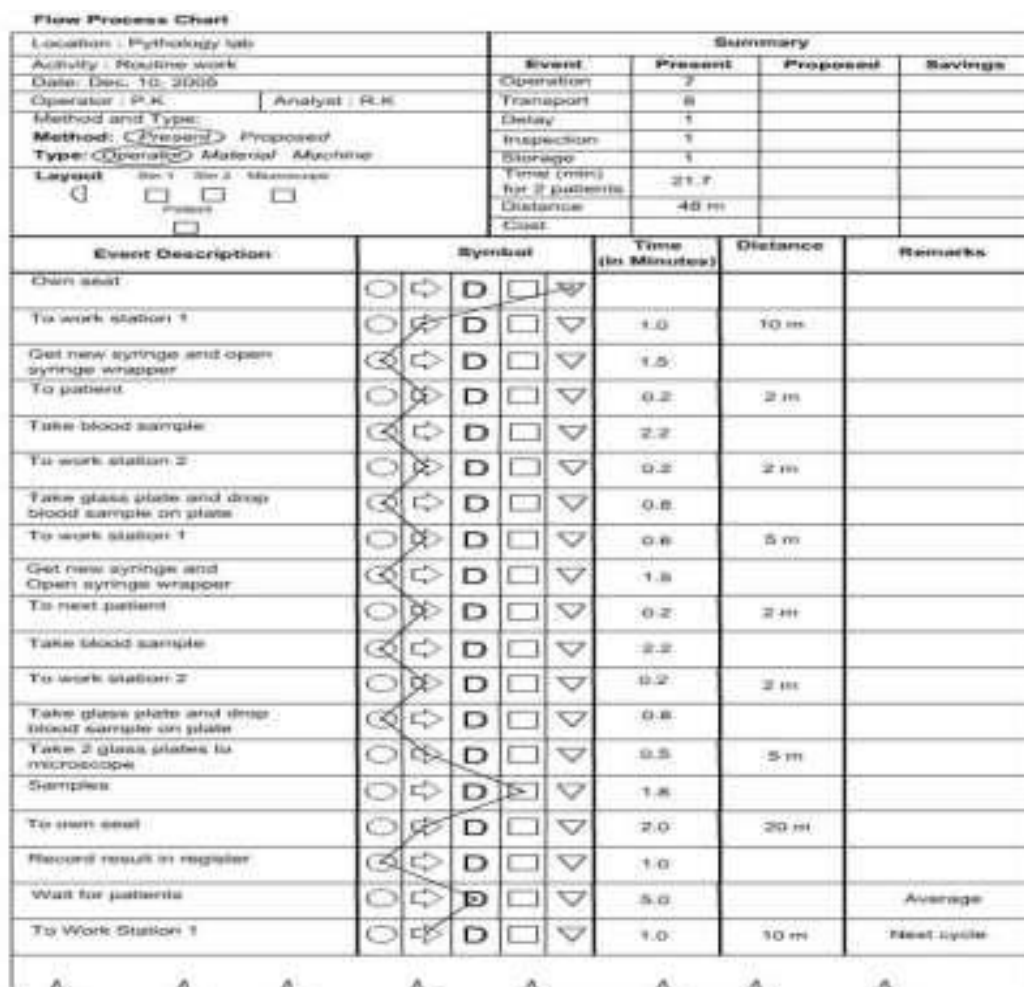 Flow Process Chart
Location : Pythology lab
Summary
Activity : Routine work
Event Present Proposed Savings
Date: Dec. 10, 2005
Operation 7
Operator : P.K Analyst : R.K
Transport 8
Method and Type:
Delay 1
Method: Present Proposed
Inspection 1
Type: Operator Material Machine
Storage 1
Layout Microscope
Time (min)
for 2 patients 21.7
Patient
Distance 48 m
Cost
Event Description Symbol Time
(in Minutes) Distance Remarks
Own seat
To work station 1 D 1.0 10 m
Get new syringe and open
syringe wrapper D 1.5
To patient D 0.2 2 m
Take blood sample D 2.2
To work station 2 D 0.2 2 m
Take glass plate and drop
blood sample on plate D 0.8
To work station 1 D 5 m
Get new syringe and
Open syringe wrapper D
To next patient D 0.2 2 m
Take blood sample D 2.2
To work station 2 D 0.2 2 m
Take glass plate and drop
blood sample on plate D 0.8
Take 2 glass plates to
microscope D 0.5 5 m
Samples D
To own seat D 2.0 20 m
Record result in register D 1.0
Wait for patients D 5.0 Average
To Work Station 1 D 1.0 10 m Next cycle